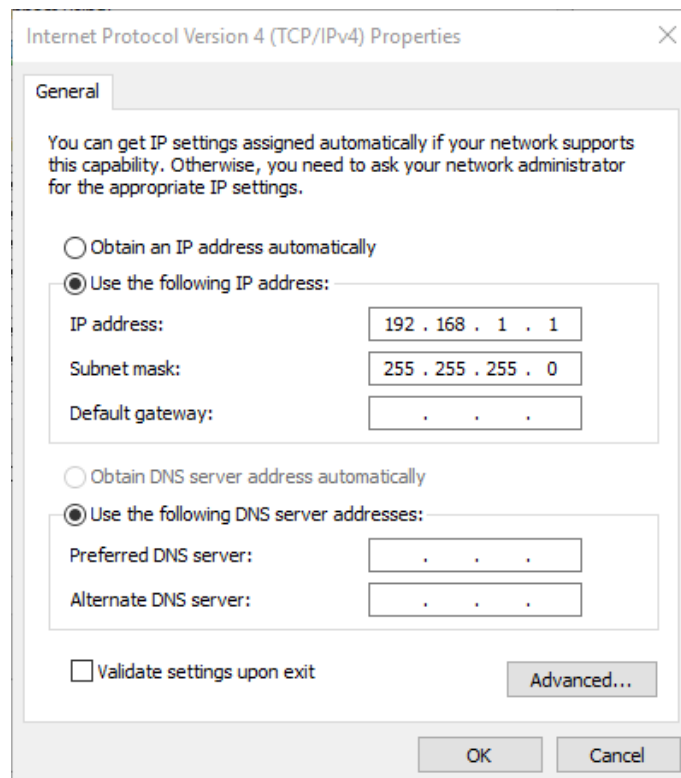 Internet Protocol Version 4 (TCP/IPv4) Properties
General
You can get IP settings assigned automatically if your network supports
this capability. Otherwise, you need to ask your network administrator
for the appropriate IP settings.
Obtain an IP address automatically
Use the following IP address:
IP address: 192 . 168 . 1 . 1
Subnet mask: 255 . 255 . 255 . 0
Default gateway: . . .
Obtain DNS server address automatically
Use the following DNS server addresses:
Preferred DNS server: . . .
Alternate DNS server: . . .
Validate settings upon exit
Advanced...
OK Cancel